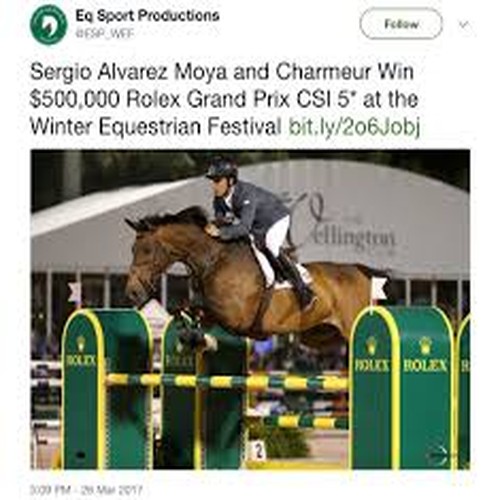 Eq Sport Productions
@ESP_WEF
Follow
Sergio Alvarez Moya and Charmeur Win
$500,000 Rolex Grand Prix CSI 5* at the
Winter Equestrian Festival bit.ly/2o6Jobj
ellington
ROLEX
ROLEX
ROLEX
ROLEX
R
2
3:09 PM - 26 Mar 2017